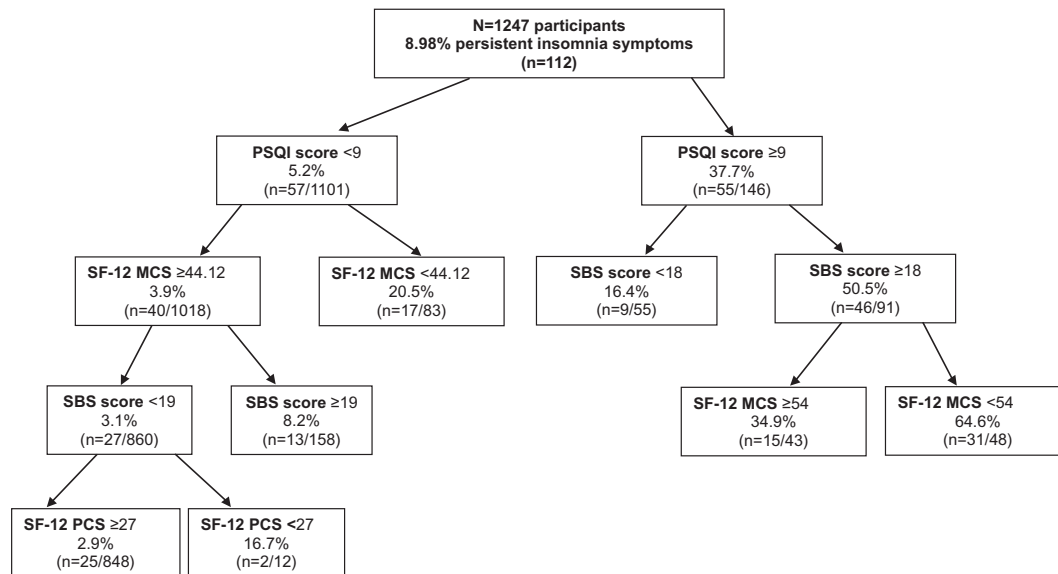 N=1247 participants
8.98% persistent insomnia symptoms
(n=112)
PSQI score <9
5.2%
(n=57/1101)
PSQI score ≥9
37.7%
(n=55/146)
SF-12 MCS ≥44.12
3.9%
(n=40/1018)
SF-12 MCS <44.12
20.5%
(n=17/83)
SBS score <18
16.4%
(n=9/55)
SBS score ≥18
50.5%
(n=46/91)
SBS score <19
3.1%
(n=27/860)
SBS score ≥19
8.2%
(n=13/158)
SF-12 MCS ≥54
34.9%
(n=15/43)
SF-12 MCS <54
64.6%
(n=31/48)
SF-12 PCS ≥27
2.9%
(n=25/848)
SF-12 PCS <27
16.7%
(n=2/12)